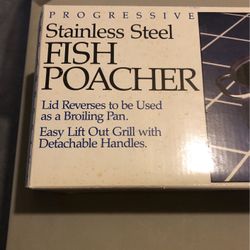 PROGRESSIVE
Stainless Steel
FISH
POACHER
Lid Reverses to be Used
as a Broiling Pan.
Easy Lift Out Grill with
Detachable Handles.